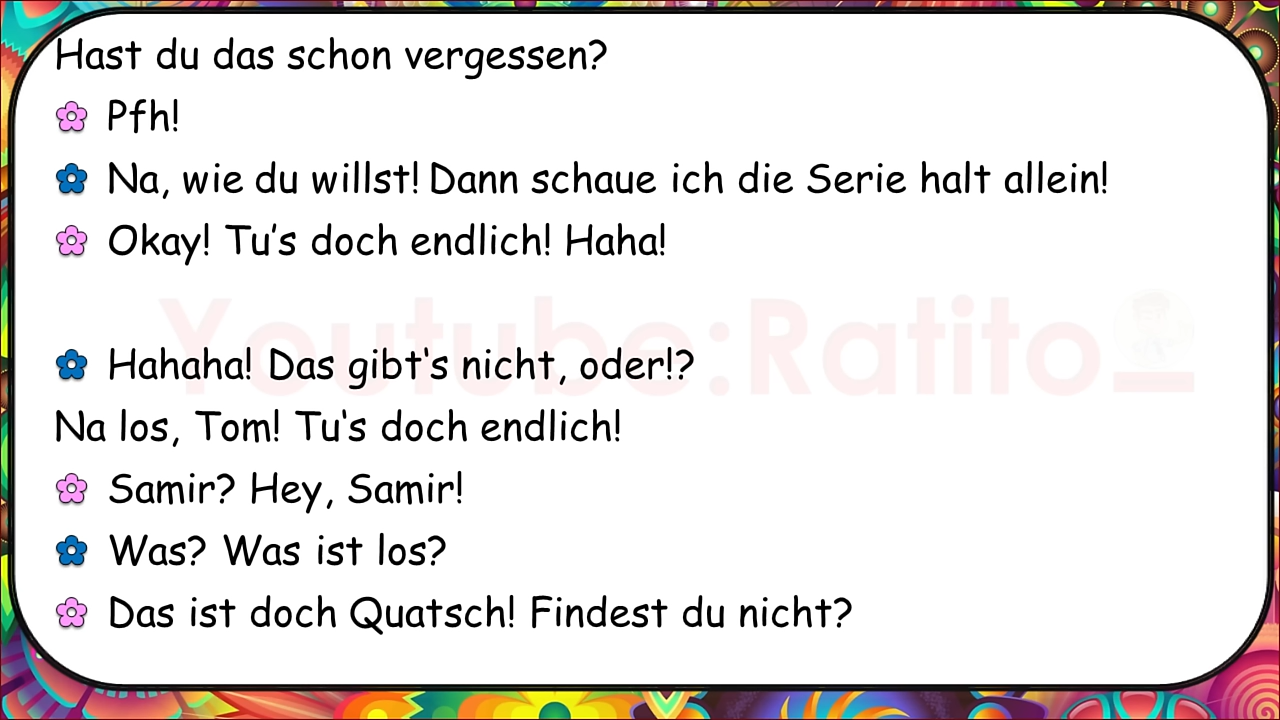 Hast du das schon vergessen?
Pfh!
Na, wie du willst! Dann schaue ich die Serie halt allein!
Okay! Tu’s doch endlich! Haha!
Youtube:Ratito_
Hahaha! Das gibt‘s nicht, oder!?
Na los, Tom! Tu‘s doch endlich!
Samir? Hey, Samir!
Was? Was ist los?
Das ist doch Quatsch! Findest du nicht?